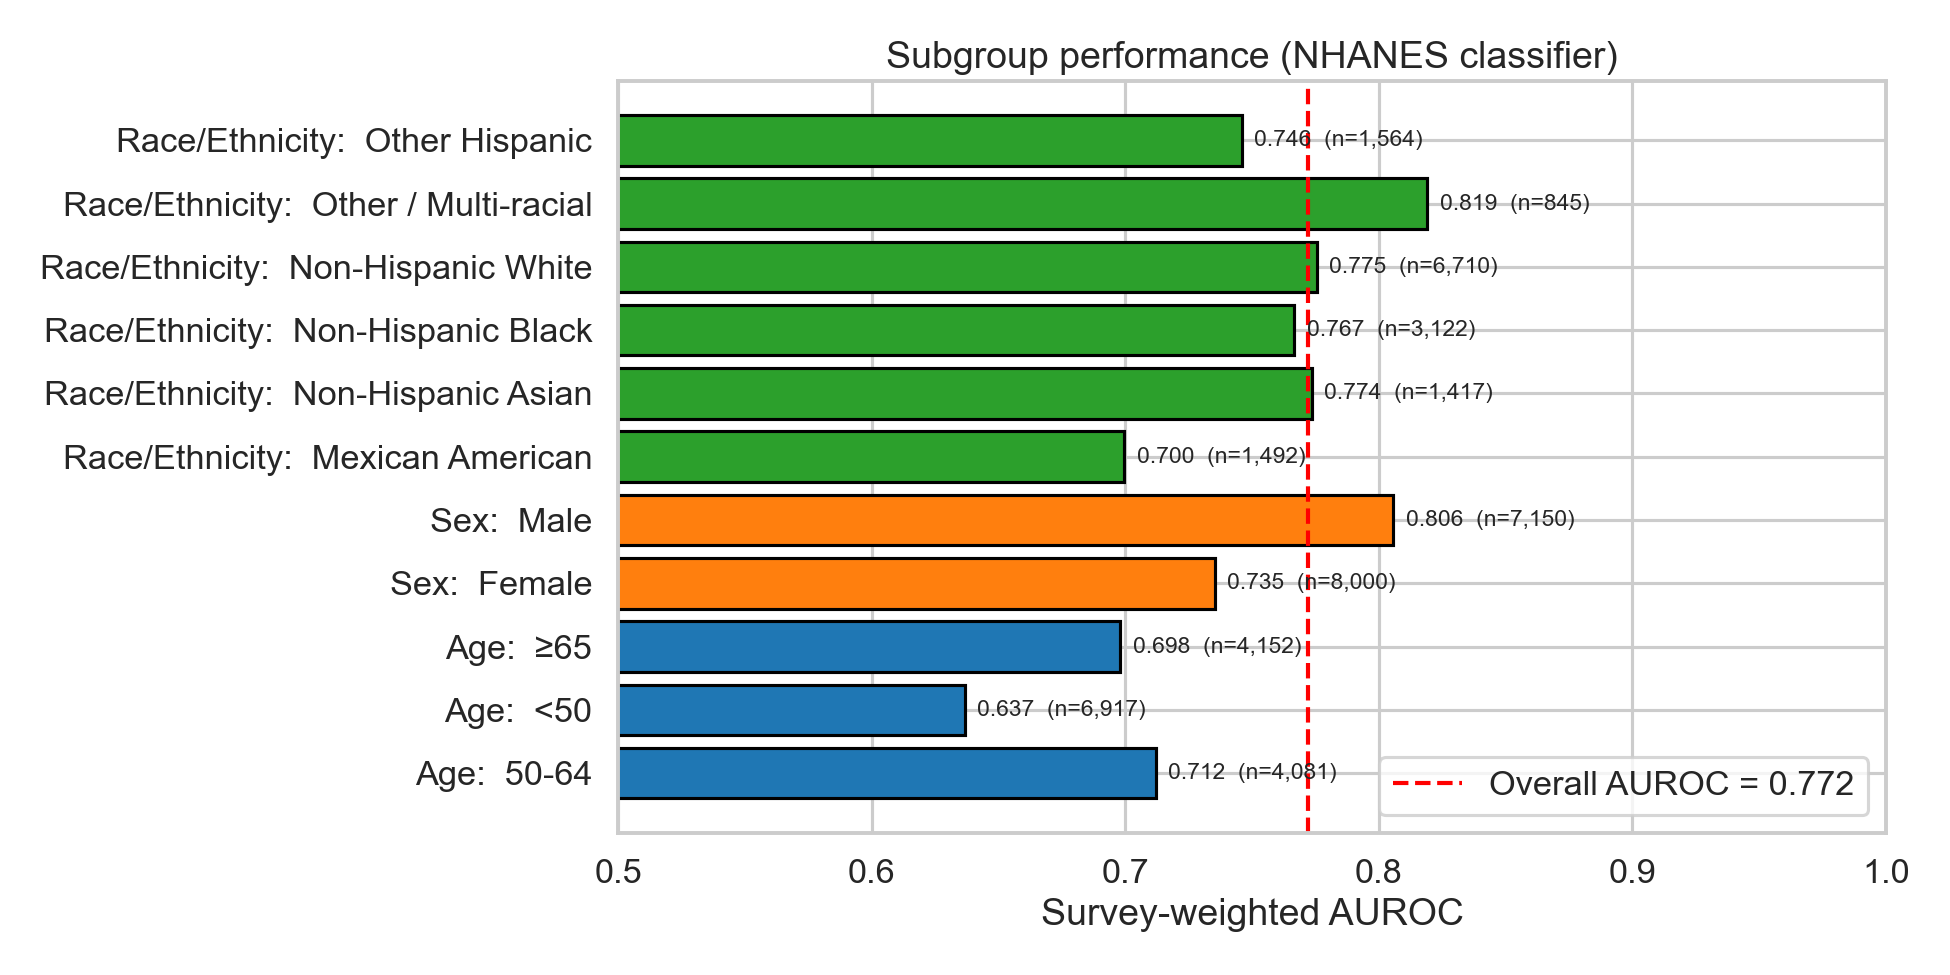 Subgroup performance (NHANES classifier)
Race/Ethnicity:  Other Hispanic
0.746  (n=1,564)
Race/Ethnicity:  Other / Multi-racial
0.819  (n=845)
Race/Ethnicity:  Non-Hispanic White
0.775  (n=6,710)
Race/Ethnicity:  Non-Hispanic Black
0.767  (n=3,122)
Race/Ethnicity:  Non-Hispanic Asian
0.774  (n=1,417)
Race/Ethnicity:  Mexican American
0.700  (n=1,492)
Sex:  Male
0.806  (n=7,150)
Sex:  Female
0.735  (n=8,000)
Age:  ≥65
0.698  (n=4,152)
Age:  <50
0.637  (n=6,917)
Age:  50-64
0.712  (n=4,081)
Overall AUROC = 0.772
0.5 0.6 0.7 0.8 0.9 1.0
Survey-weighted AUROC